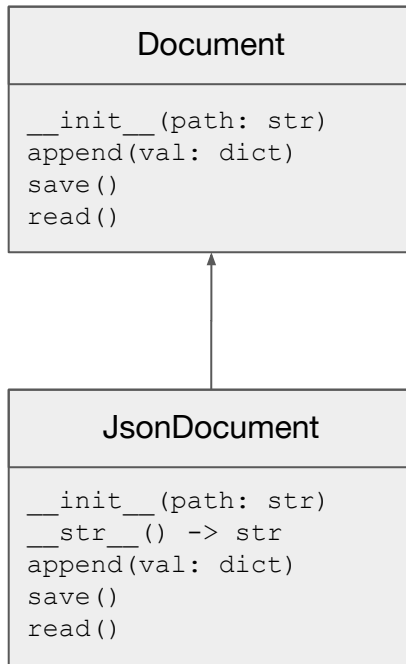 Document
__init__(path: str)
append(val: dict)
save()
read()
JsonDocument
__init__(path: str)
__str__() -> str
append(val: dict)
save()
read()